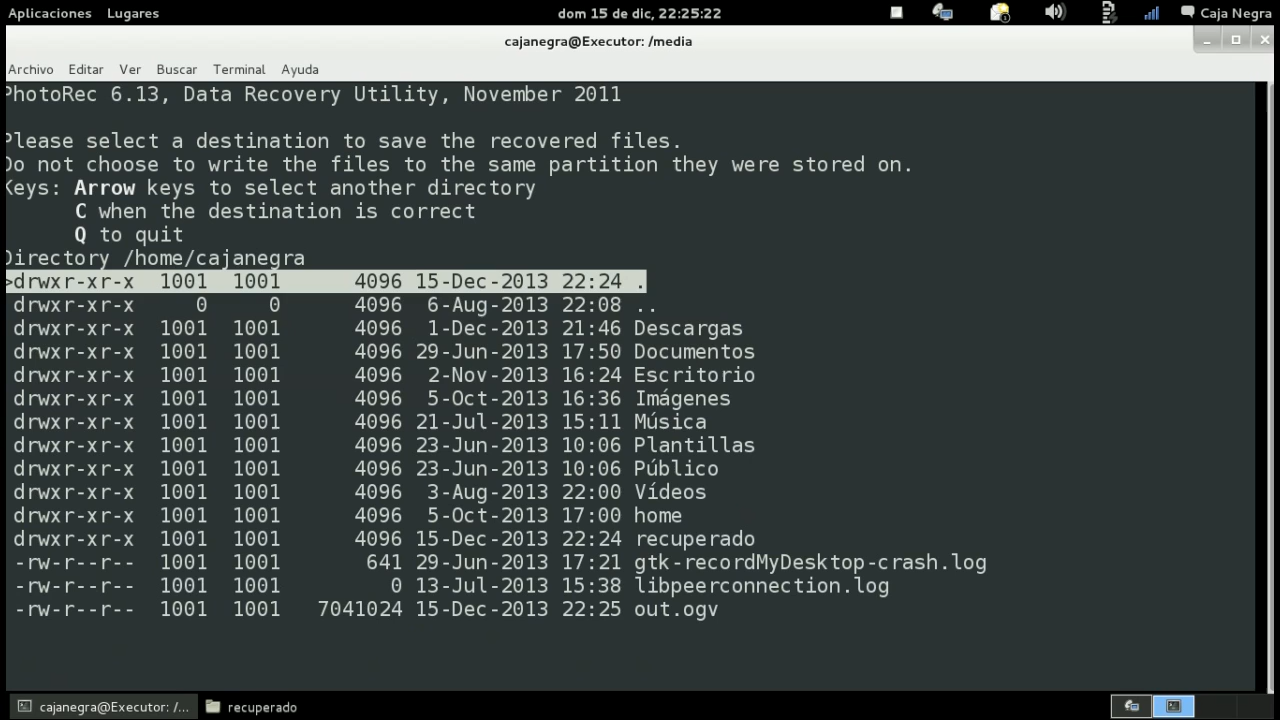 Aplicaciones Lugares dom 15 de dic, 22:25:22 Caja Negra
cajanegra@Executor: /media
Archivo Editar Ver Buscar Terminal Ayuda
PhotoRec 6.13, Data Recovery Utility, November 2011
Please select a destination to save the recovered files.
Do not choose to write the files to the same partition they were stored on.
Keys: Arrow keys to select another directory
C when the destination is correct
Q to quit
Directory /home/cajanegra
>drwxr-xr-x 1001 1001 4096 15-Dec-2013 22:24 .
drwxr-xr-x 0 0 4096 6-Aug-2013 22:08 ..
drwxr-xr-x 1001 1001 4096 1-Dec-2013 21:46 Descargas
drwxr-xr-x 1001 1001 4096 29-Jun-2013 17:50 Documentos
drwxr-xr-x 1001 1001 4096 2-Nov-2013 16:24 Escritorio
drwxr-xr-x 1001 1001 4096 5-Oct-2013 16:36 Imágenes
drwxr-xr-x 1001 1001 4096 21-Jul-2013 15:11 Música
drwxr-xr-x 1001 1001 4096 23-Jun-2013 10:06 Plantillas
drwxr-xr-x 1001 1001 4096 23-Jun-2013 10:06 Público
drwxr-xr-x 1001 1001 4096 3-Aug-2013 22:00 Vídeos
drwxr-xr-x 1001 1001 4096 5-Oct-2013 17:00 home
drwxr-xr-x 1001 1001 4096 15-Dec-2013 22:24 recuperado
-rw-r--r-- 1001 1001 641 29-Jun-2013 17:21 gtk-recordMyDesktop-crash.log
-rw-r--r-- 1001 1001 0 13-Jul-2013 15:38 libpeerconnection.log
-rw-r--r-- 1001 1001 7041024 15-Dec-2013 22:25 out.ogv
cajanegra@Executor: /... recuperado